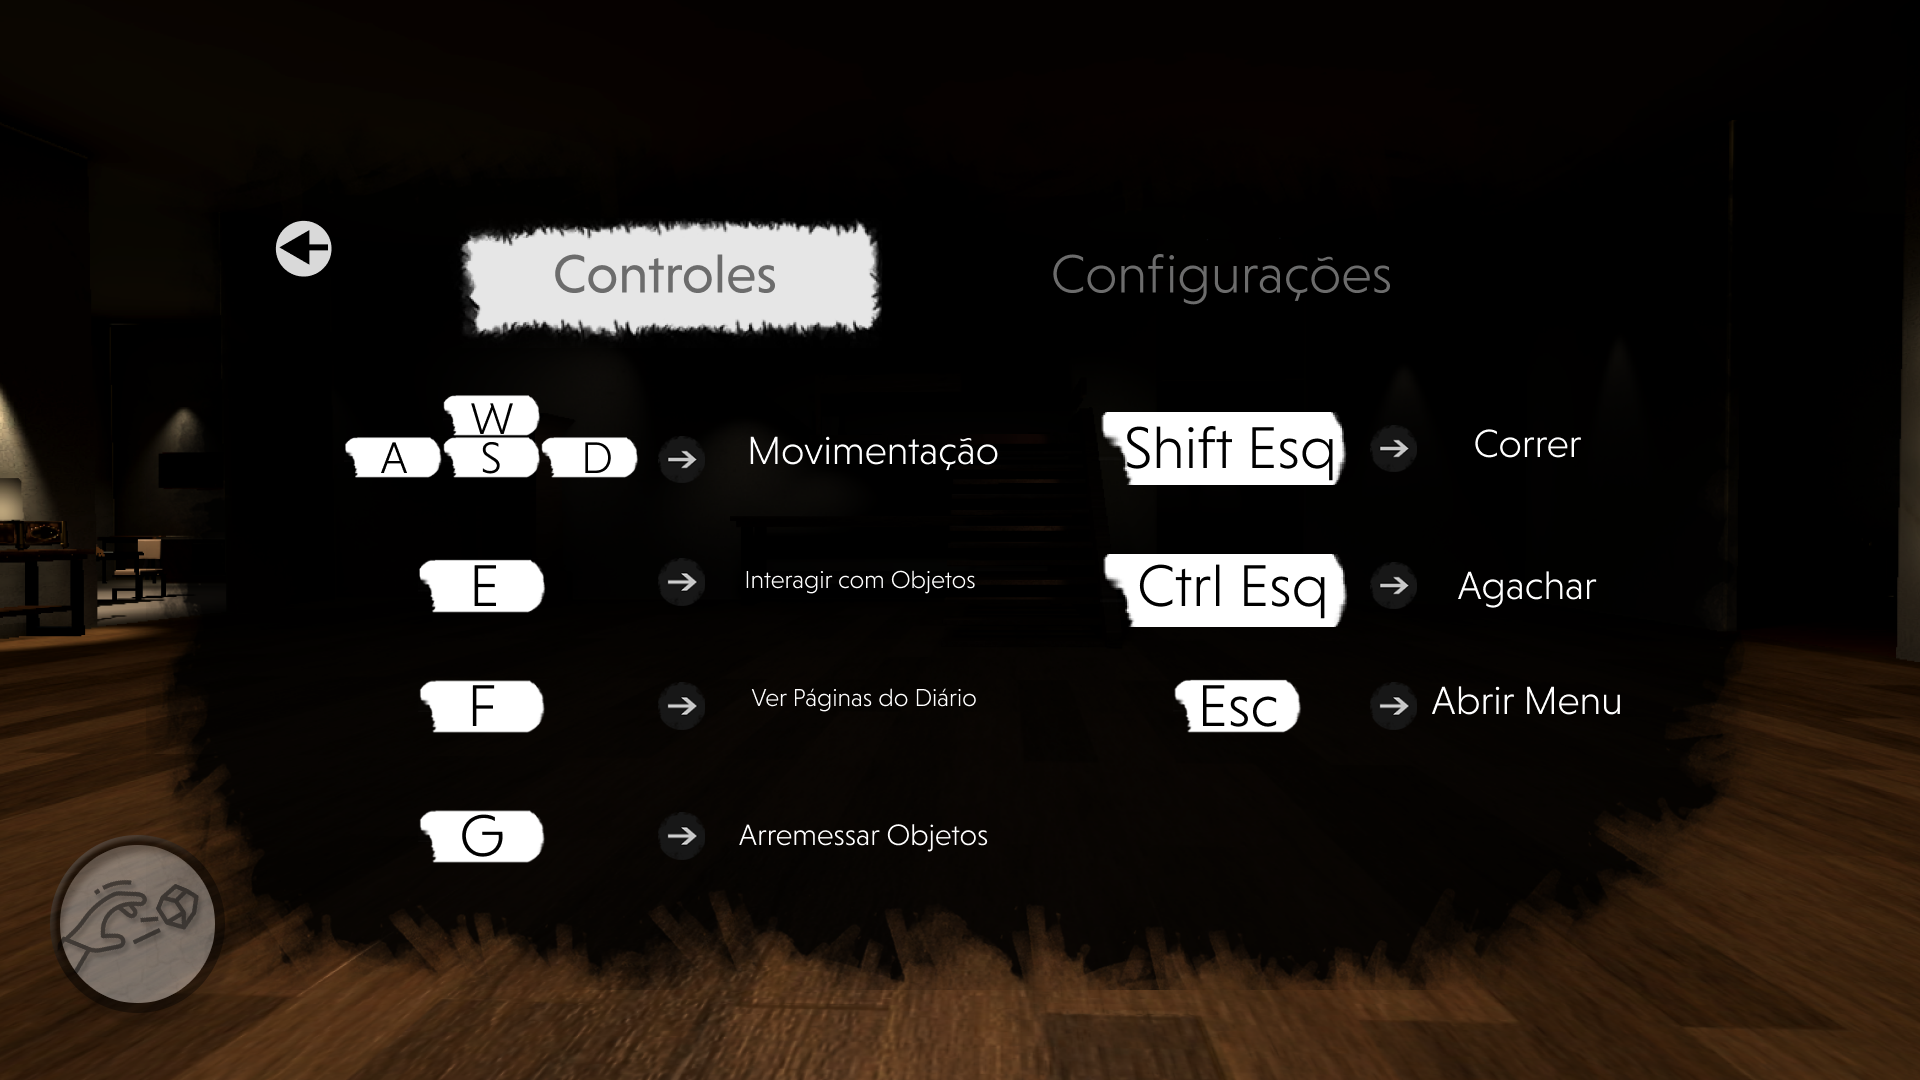 Controles
Configurações
W
A S D
Movimentação
Shift Esq
Correr
E
Interagir com Objetos
Ctrl Esq
Agachar
F
Ver Páginas do Diário
Esc
Abrir Menu
G
Arremessar Objetos